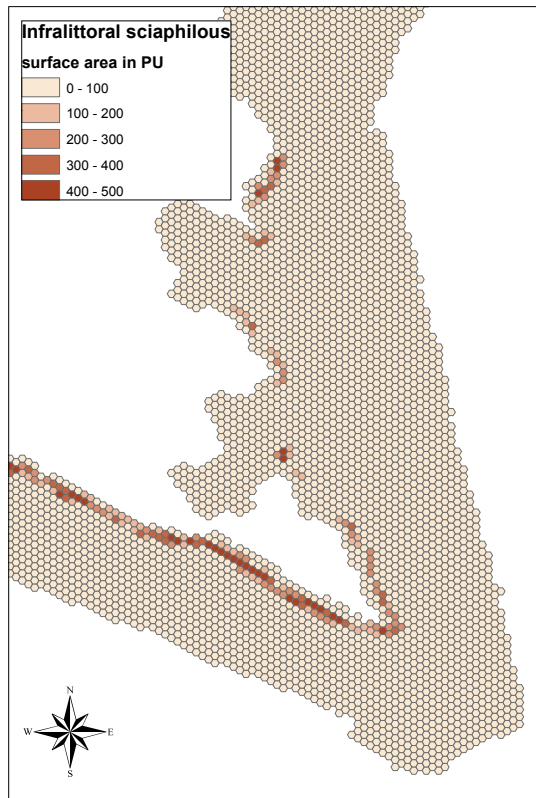 Infralittoral sciaphilous
surface area in PU
0 - 100
100 - 200
200 - 300
300 - 400
400 - 500
N
W E
S